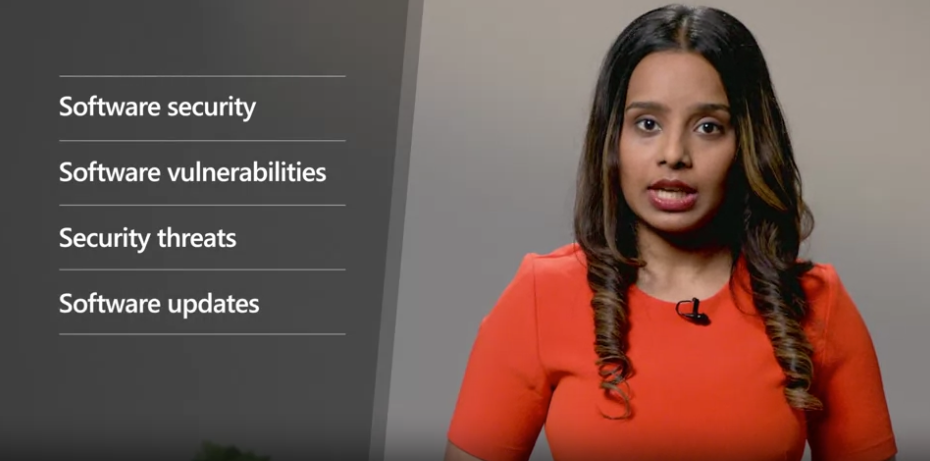 Software security
Software vulnerabilities
Security threats
Software updates